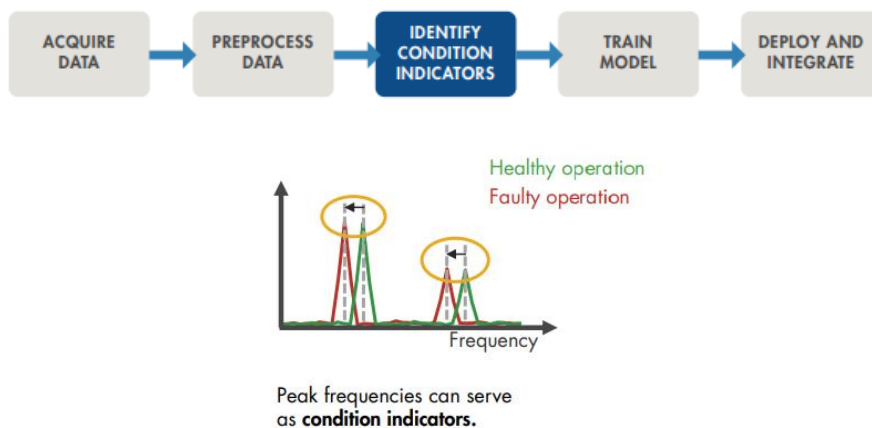 ACQUIRE
DATA
PREPROCESS
DATA
IDENTIFY
CONDITION
INDICATORS
TRAIN
MODEL
DEPLOY AND
INTEGRATE
Healthy operation
Faulty operation
Frequency
Peak frequencies can serve
as condition indicators.